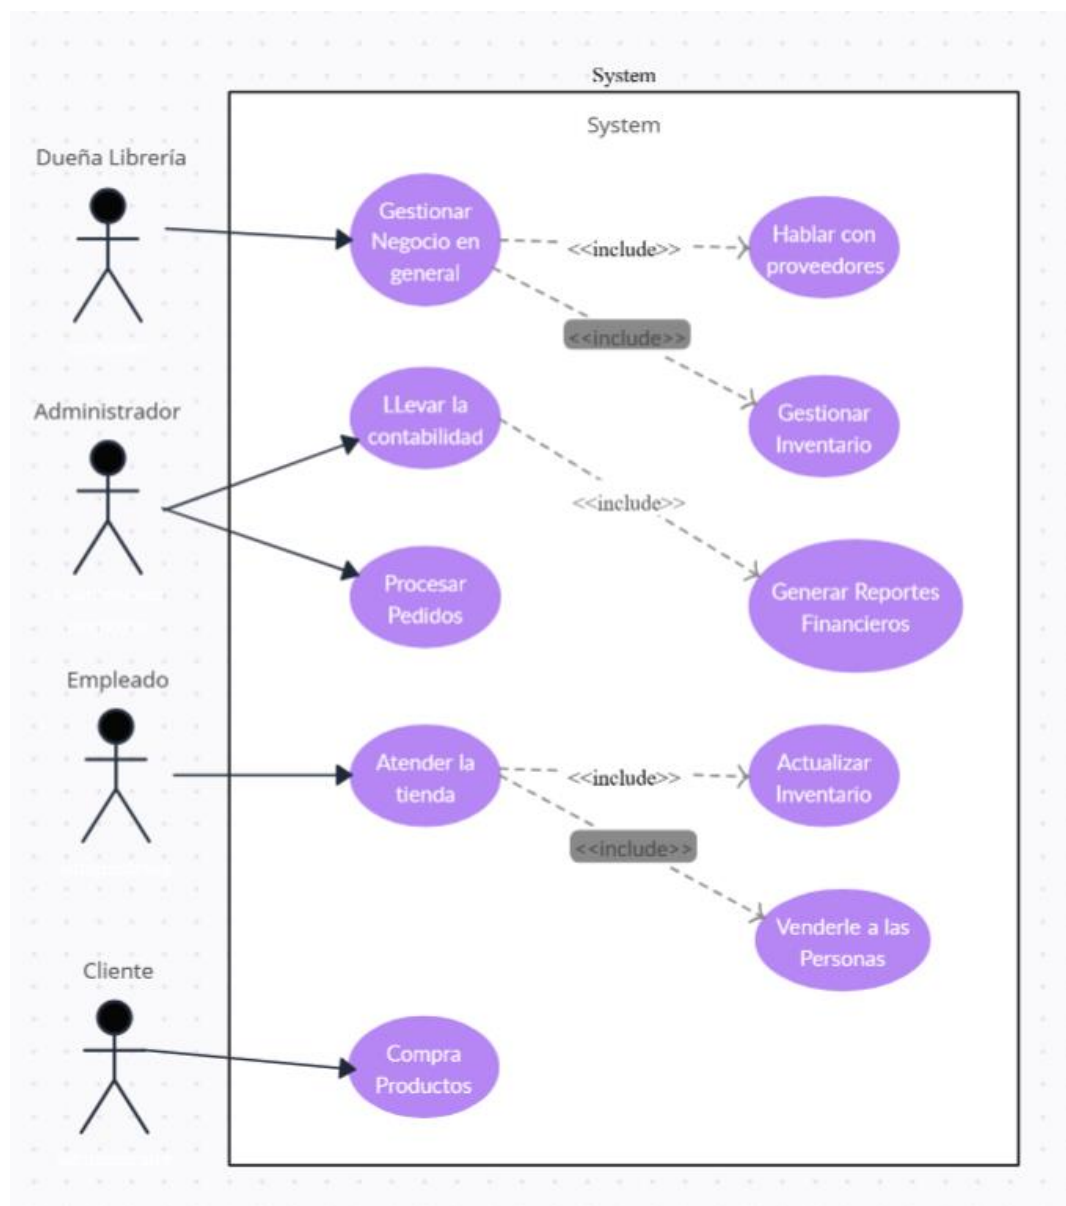 System
System
Dueña Librería
Gestionar
Negocio en
general
<<include>>
Hablar con
proveedores
<<include>>
Administrador
LLevar la
contabilidad
Gestionar
Inventario
<<include>>
Procesar
Pedidos
Generar Reportes
Financieros
Empleado
Atender la
tienda
<<include>>
Actualizar
Inventario
<<include>>
Venderle a las
Personas
Cliente
Compra
Productos